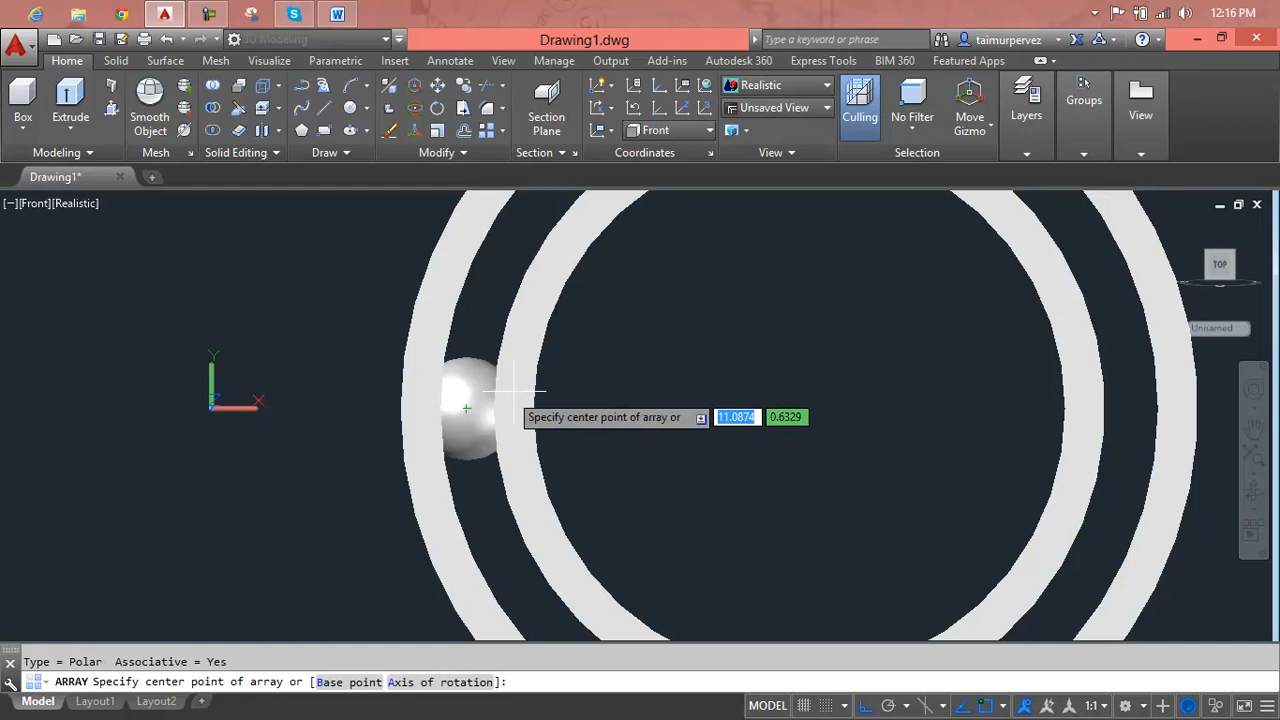 12:16 PM
3D Modeling
Drawing1.dwg
Type a keyword or phrase
taimurpervez
Home
Solid
Surface
Mesh
Visualize
Parametric
Insert
Annotate
View
Manage
Output
Add-ins
Autodesk 360
Express Tools
BIM 360
Featured Apps
Box
Extrude
Smooth
Object
Section
Plane
Realistic
Unsaved View
Front
Culling
No Filter
Move
Gizmo
Layers
Groups
View
Modeling
Mesh
Solid Editing
Draw
Modify
Section
Coordinates
View
Selection
Drawing1*
[−][Front][Realistic]
TOP
Unnamed
Y
X
Z
Specify center point of array or 11.0874 0.6329
Type = Polar Associative = Yes
ARRAY Specify center point of array or [Base point Axis of rotation]:
Model
Layout1
Layout2
MODEL
1:1